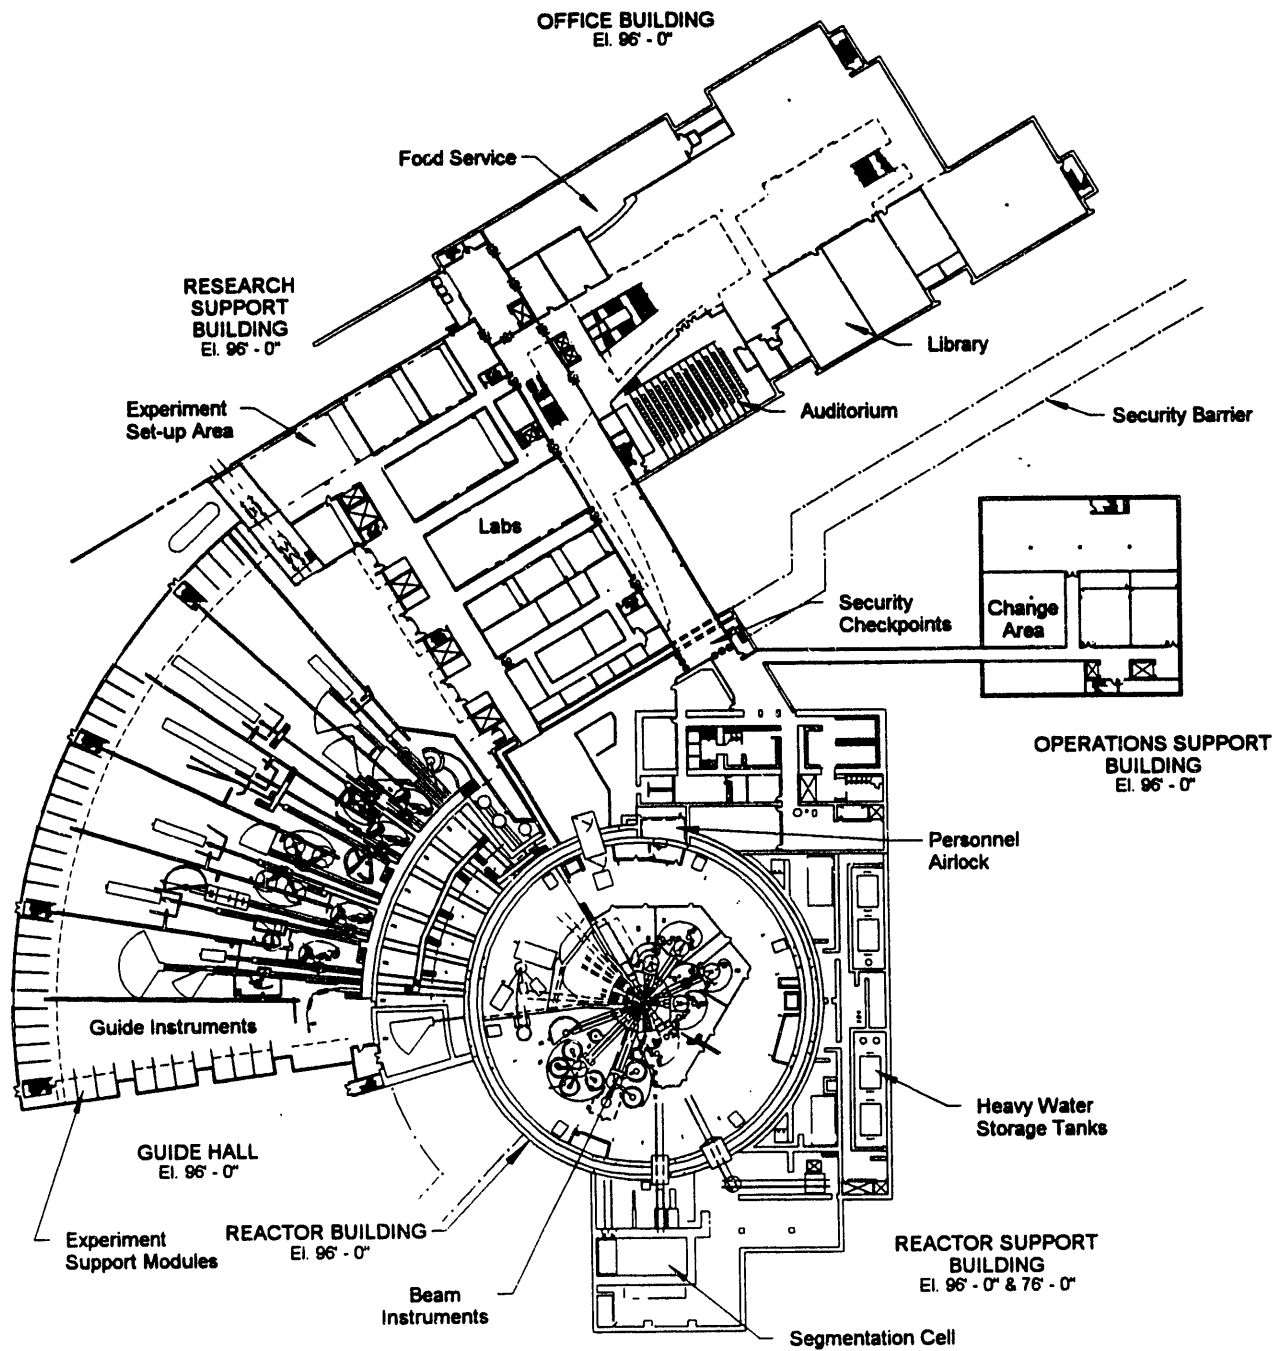 OFFICE BUILDING
El. 96' - 0"
Food Service
RESEARCH
SUPPORT
BUILDING
El. 96' - 0"
Library
Experiment
Set-up Area
Auditorium
Security Barrier
Labs
Security
Checkpoints
Change
Area
OPERATIONS SUPPORT
BUILDING
El. 96' - 0"
Personnel
Airlock
Guide Instruments
Heavy Water
Storage Tanks
GUIDE HALL
El. 96' - 0"
Experiment
Support Modules
REACTOR BUILDING
El. 96' - 0"
REACTOR SUPPORT
BUILDING
El. 96' - 0" & 76' - 0"
Beam
Instruments
Segmentation Cell